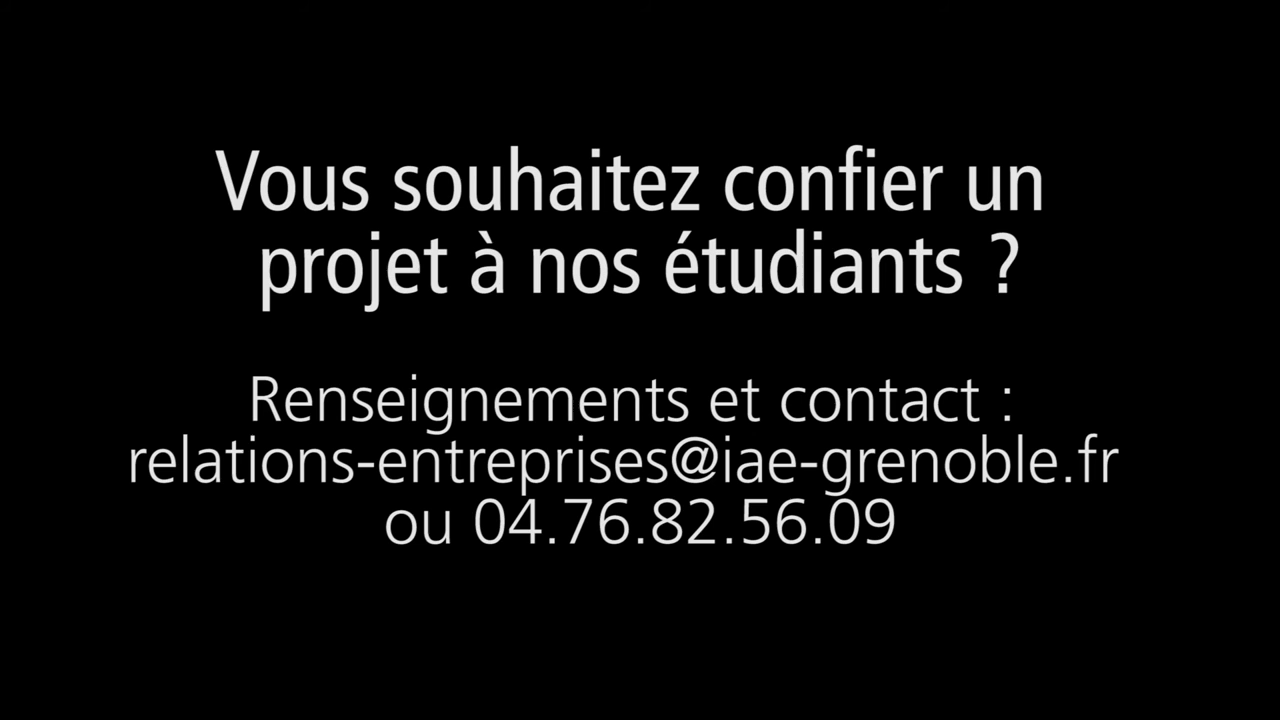 Vous souhaitez confier un
projet à nos étudiants ?
Renseignements et contact :
relations-entreprises@iae-grenoble.fr
ou 04.76.82.56.09